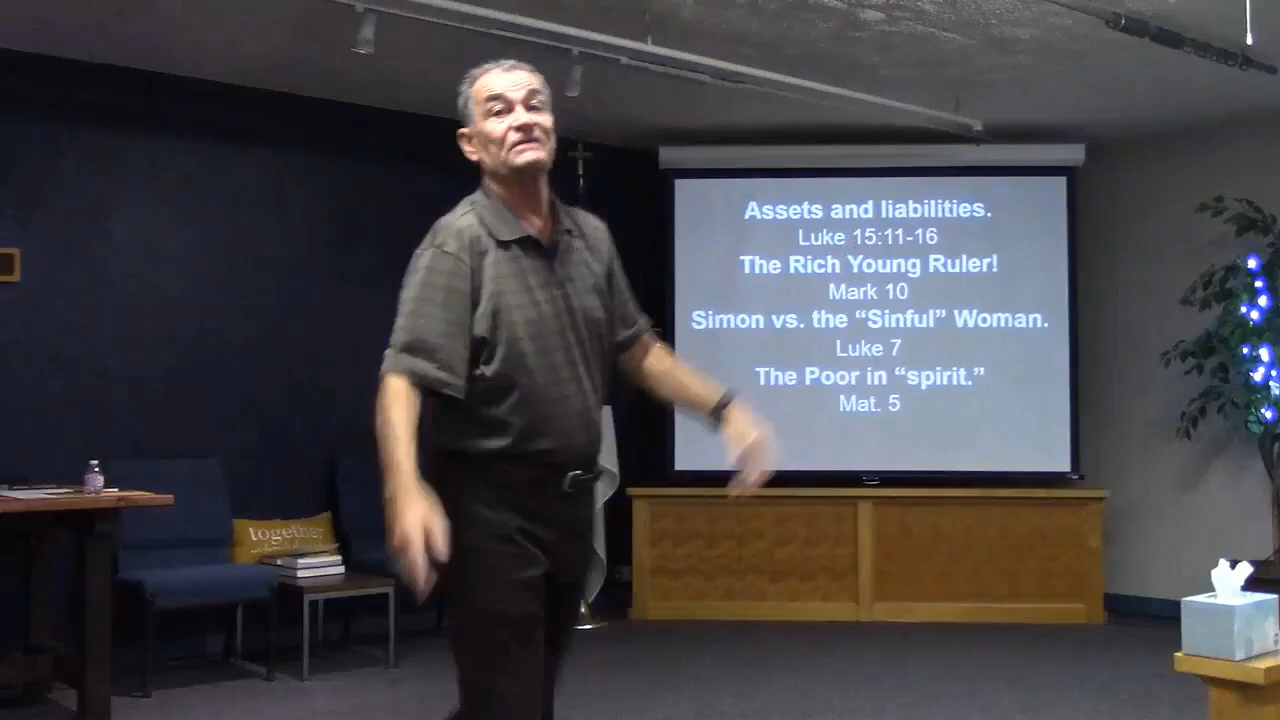 Assets and liabilities.
Luke 15:11-16
The Rich Young Ruler!
Mark 10
Simon vs. the “Sinful” Woman.
Luke 7
The Poor in “spirit.”
Mat. 5
together